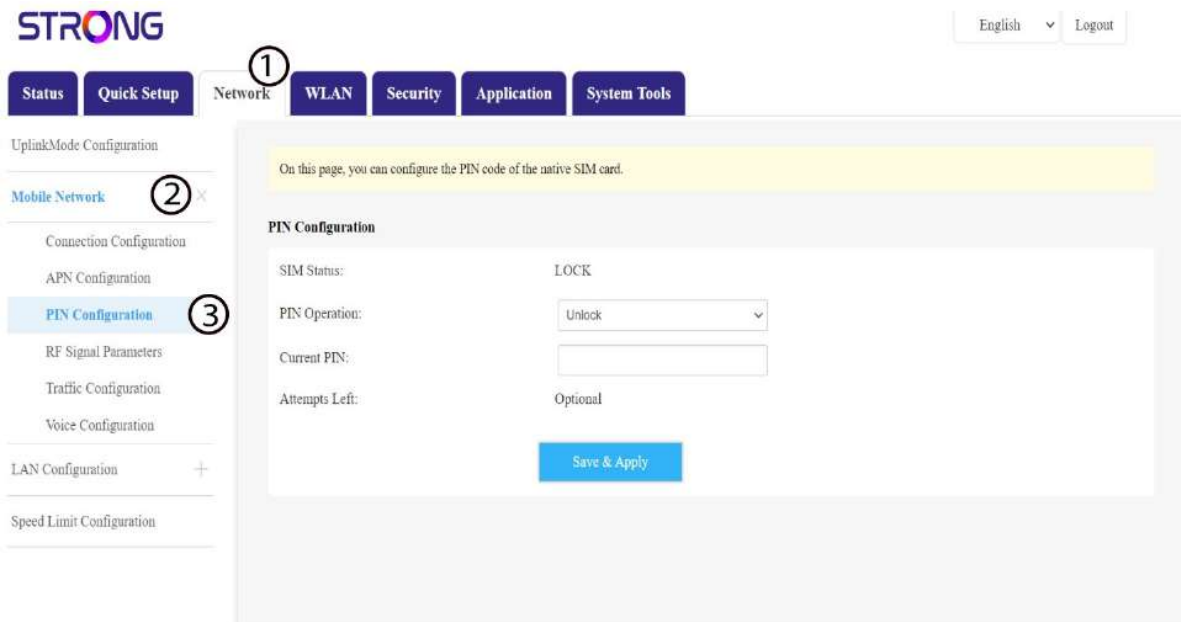 STRONG
English Logout
①
Status Quick Setup Network WLAN Security Application System Tools
UplinkMode Configuration
On this page, you can configure the PIN code of the native SIM card.
Mobile Network ② ×
PIN Configuration
Connection Configuration
SIM Status: LOCK
APN Configuration
PIN Configuration ③
PIN Operation: Unlock
RF Signal Parameters
Current PIN:
Traffic Configuration
Attempts Left: Optional
Voice Configuration
LAN Configuration +
Save & Apply
Speed Limit Configuration